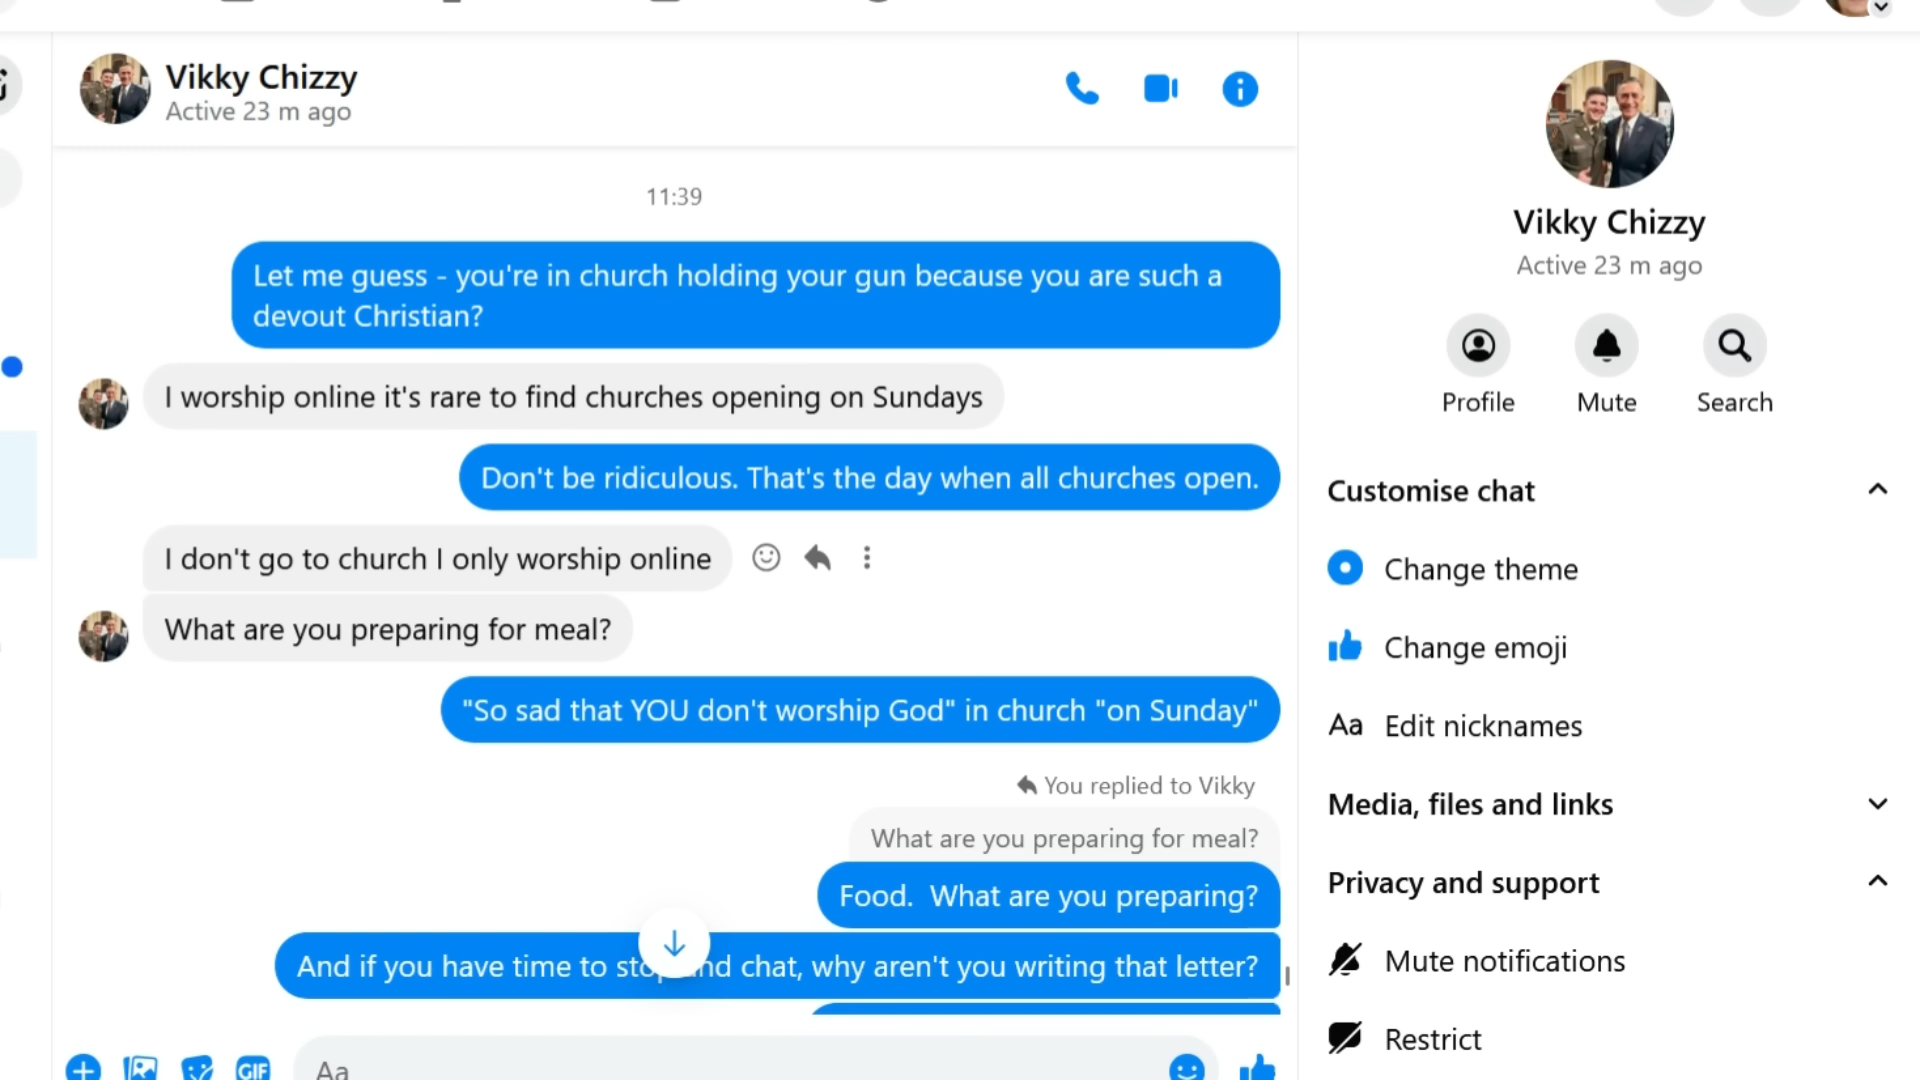 Vikky Chizzy
Active 23 m ago
11:39
Let me guess - you're in church holding your gun because you are such a
devout Christian?
I worship online it's rare to find churches opening on Sundays
Don't be ridiculous. That's the day when all churches open.
I don't go to church I only worship online
What are you preparing for meal?
"So sad that YOU don't worship God" in church "on Sunday"
You replied to Vikky
What are you preparing for meal?
Food.  What are you preparing?
And if you have time to stop and chat, why aren't you writing that letter?
GIF
Aa
Vikky Chizzy
Active 23 m ago
Profile
Mute
Search
Customise chat
Change theme
Change emoji
Aa Edit nicknames
Media, files and links
Privacy and support
Mute notifications
Restrict